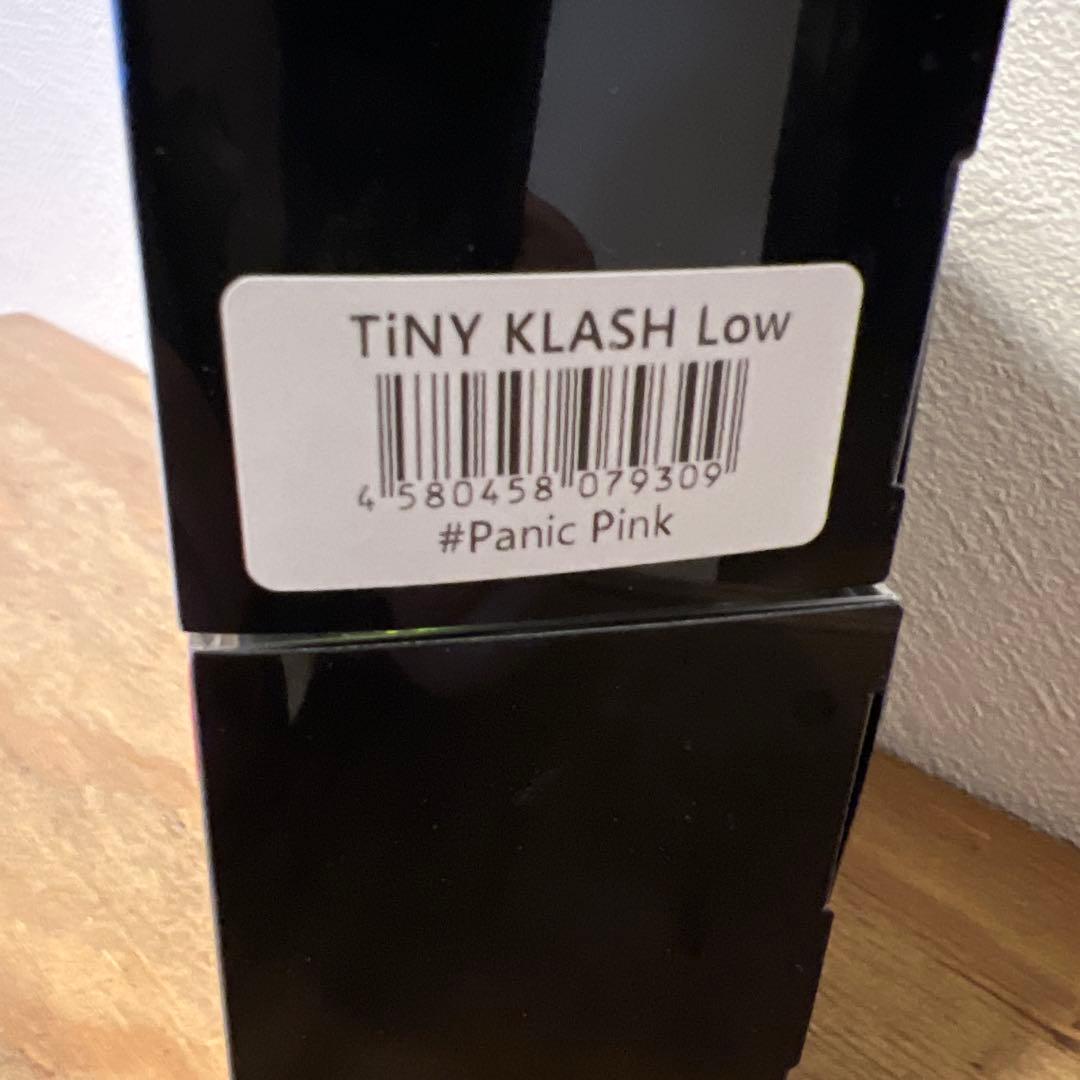 TiNY KLASH Low
4 580458 079309
#Panic Pink